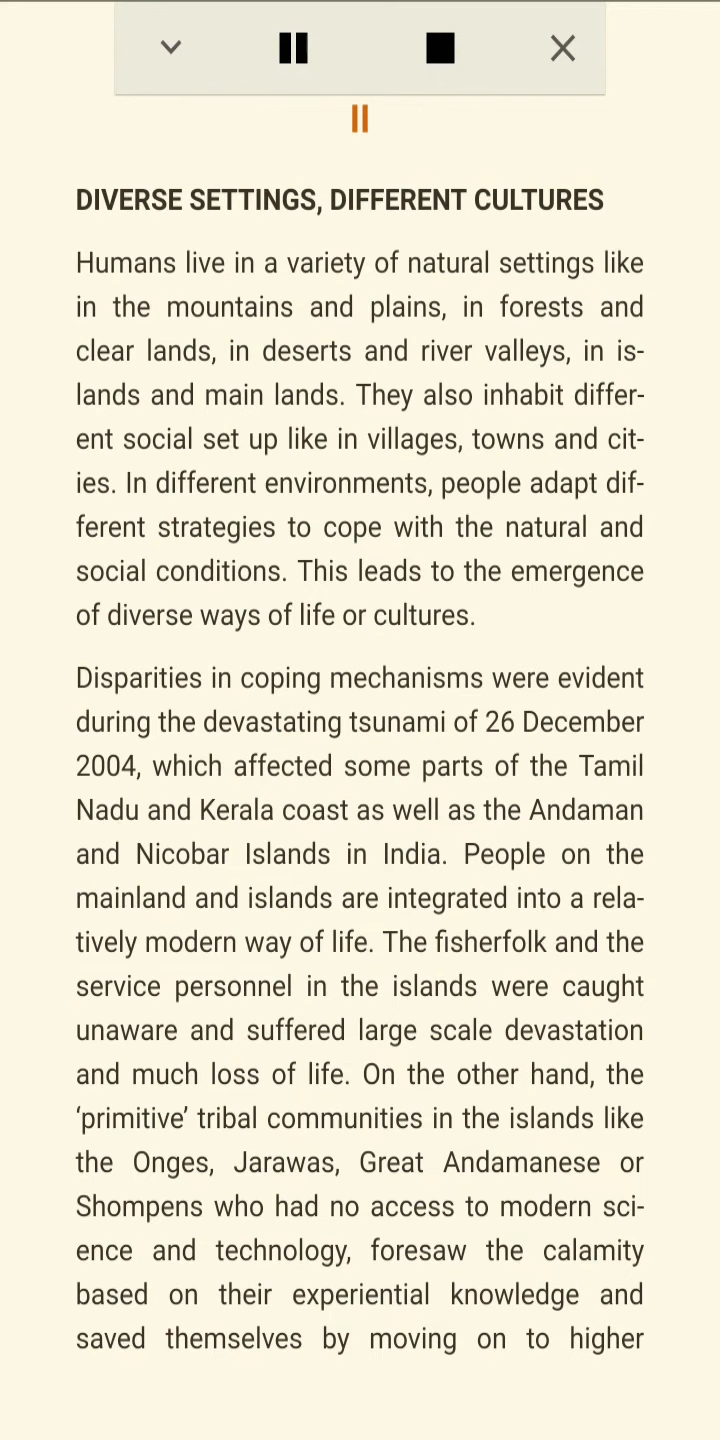 II
DIVERSE SETTINGS, DIFFERENT CULTURES
Humans live in a variety of natural settings like
in the mountains and plains, in forests and
clear lands, in deserts and river valleys, in is-
lands and main lands. They also inhabit differ-
ent social set up like in villages, towns and cit-
ies. In different environments, people adapt dif-
ferent strategies to cope with the natural and
social conditions. This leads to the emergence
of diverse ways of life or cultures.
Disparities in coping mechanisms were evident
during the devastating tsunami of 26 December
2004, which affected some parts of the Tamil
Nadu and Kerala coast as well as the Andaman
and Nicobar Islands in India. People on the
mainland and islands are integrated into a rela-
tively modern way of life. The fisherfolk and the
service personnel in the islands were caught
unaware and suffered large scale devastation
and much loss of life. On the other hand, the
‘primitive’ tribal communities in the islands like
the Onges, Jarawas, Great Andamanese or
Shompens who had no access to modern sci-
ence and technology, foresaw the calamity
based on their experiential knowledge and
saved themselves by moving on to higher